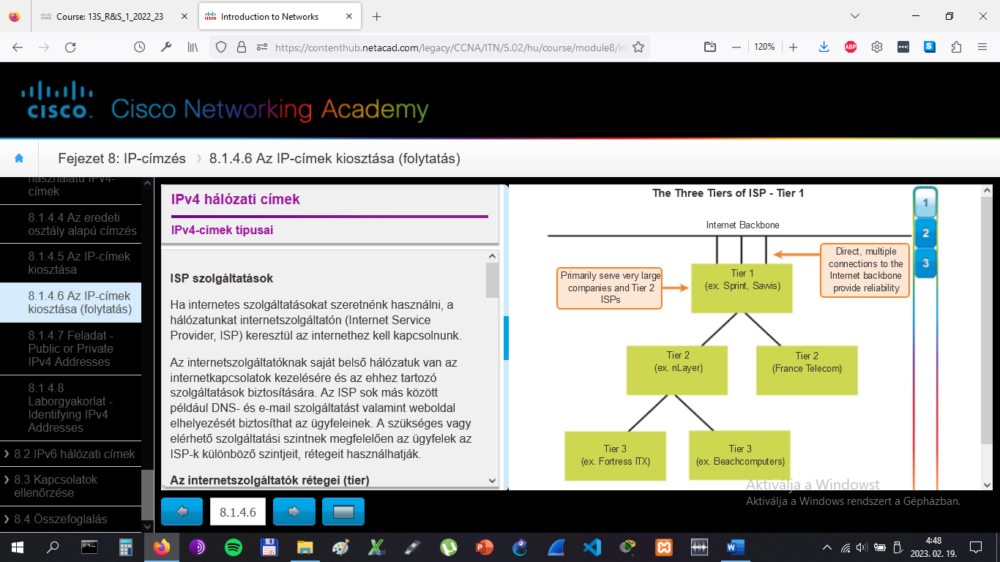 Course: 13S_R&S_1_2022_23
Introduction to Networks
https://contenthub.netacad.com/legacy/CCNA/ITN/5.02/hu/course/module8/in
120%
ABP
CISCO
Cisco Networking Academy
Fejezet 8: IP-címzés
8.1.4.6 Az IP-címek kiosztása (folytatás)
használatú IPv4-
címek
8.1.4.4 Az eredeti
osztály alapú címzés
8.1.4.5 Az IP-címek
kiosztása
8.1.4.6 Az IP-címek
kiosztása (folytatás)
8.1.4.7 Feladat -
Public or Private
IPv4 Addresses
8.1.4.8
Laborgyakorlat -
Identifying IPv4
Addresses
8.2 IPv6 hálózati címek
8.3 Kapcsolatok
ellenőrzése
8.4 Összefoglalás
IPv4 hálózati címek
IPv4-címek típusai
ISP szolgáltatások
Ha internetes szolgáltatásokat szeretnénk használni, a
hálózatunkat internetszolgáltatón (Internet Service
Provider, ISP) keresztül az internethez kell kapcsolnunk.
Az internetszolgáltatóknak saját belső hálózatuk van az
internetkapcsolatok kezelésére és az ehhez tartozó
szolgáltatások biztosítására. Az ISP sok más között
például DNS- és e-mail szolgáltatást valamint weboldal
elhelyezését biztosíthat az ügyfeleinek. A szükséges vagy
elérhető szolgáltatási szintnek megfelelően az ügyfelek az
ISP-k különböző szintjeit, rétegeit használhatják.
Az internetszolgáltatók rétegei (tier)
8.1.4.6
The Three Tiers of ISP - Tier 1
Internet Backbone
Direct, multiple
connections to the
Internet backbone
provide reliability
Primarily serve very large
companies and Tier 2
ISPs
Tier 1
(ex. Sprint, Savvis)
Tier 2
(ex. nLayer)
Tier 2
(France Telecom)
Tier 3
(ex. Fortress ITX)
Tier 3
(ex. Beachcomputers)
1
2
3
Aktiválja a Windowst
Aktiválja a Windows rendszert a Gépházban.
4:48
2023. 02. 19.